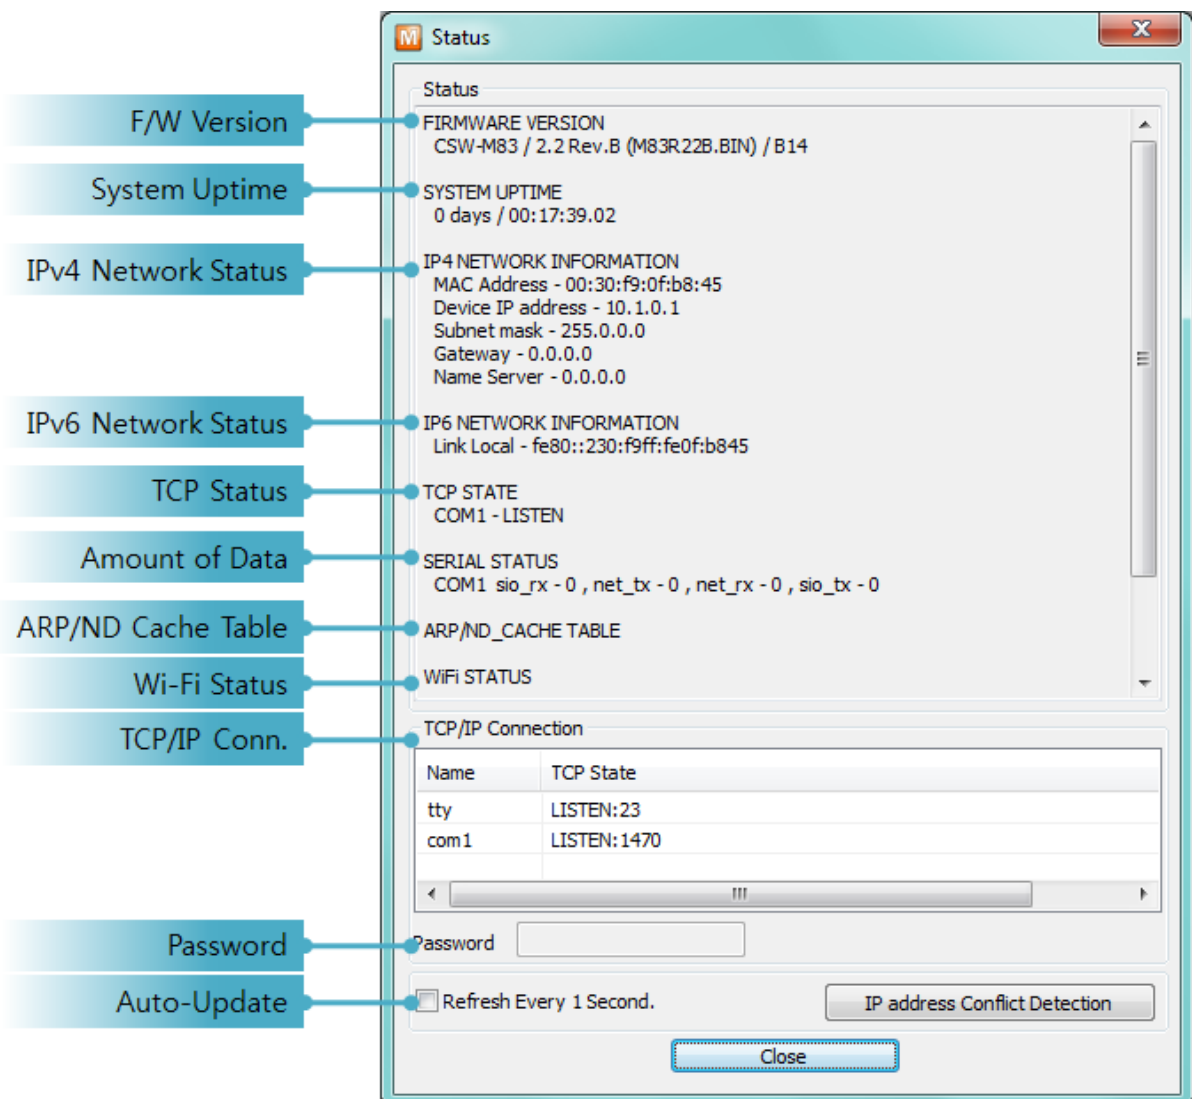 M Status
x
Status
F/W Version
FIRMWARE VERSION
CSW-M83 / 2.2 Rev.B (M83R22B.BIN) / B14
System Uptime
SYSTEM UPTIME
0 days / 00:17:39.02
IPv4 Network Status
IP4 NETWORK INFORMATION
MAC Address - 00:30:f9:0f:b8:45
Device IP address - 10.1.0.1
Subnet mask - 255.0.0.0
Gateway - 0.0.0.0
Name Server - 0.0.0.0
IPv6 Network Status
IP6 NETWORK INFORMATION
Link Local - fe80::230:f9ff:fe0f:b845
TCP Status
TCP STATE
COM1 - LISTEN
Amount of Data
SERIAL STATUS
COM1 sio_rx - 0 , net_tx - 0 , net_rx - 0 , sio_tx - 0
ARP/ND Cache Table
ARP/ND_CACHE TABLE
Wi-Fi Status
WiFi STATUS
TCP/IP Conn.
TCP/IP Connection
Name TCP State
tty LISTEN:23
com1 LISTEN:1470
Password
Password
Auto-Update
Refresh Every 1 Second.
IP address Conflict Detection
Close